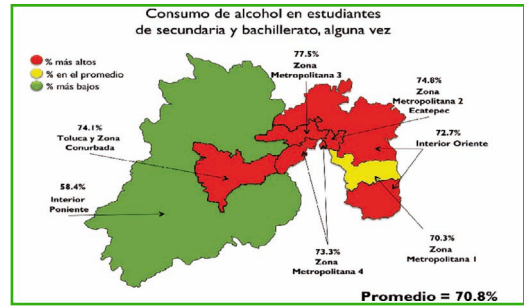 Consumo de alcohol en estudiantes
de secundaria y bachillerato, alguna vez
% más altos
% en el promedio
% más bajos
77.5%
Zona
Metropolitana 3
74.8%
Zona
Metropolitana 2
Ecatepec
74.1%
Toluca y Zona
Conurbada
72.7%
Interior Oriente
58.4%
Interior
Poniente
73.3%
Zona
Metropolitana 4
70.3%
Zona
Metropolitana 1
Promedio = 70.8%